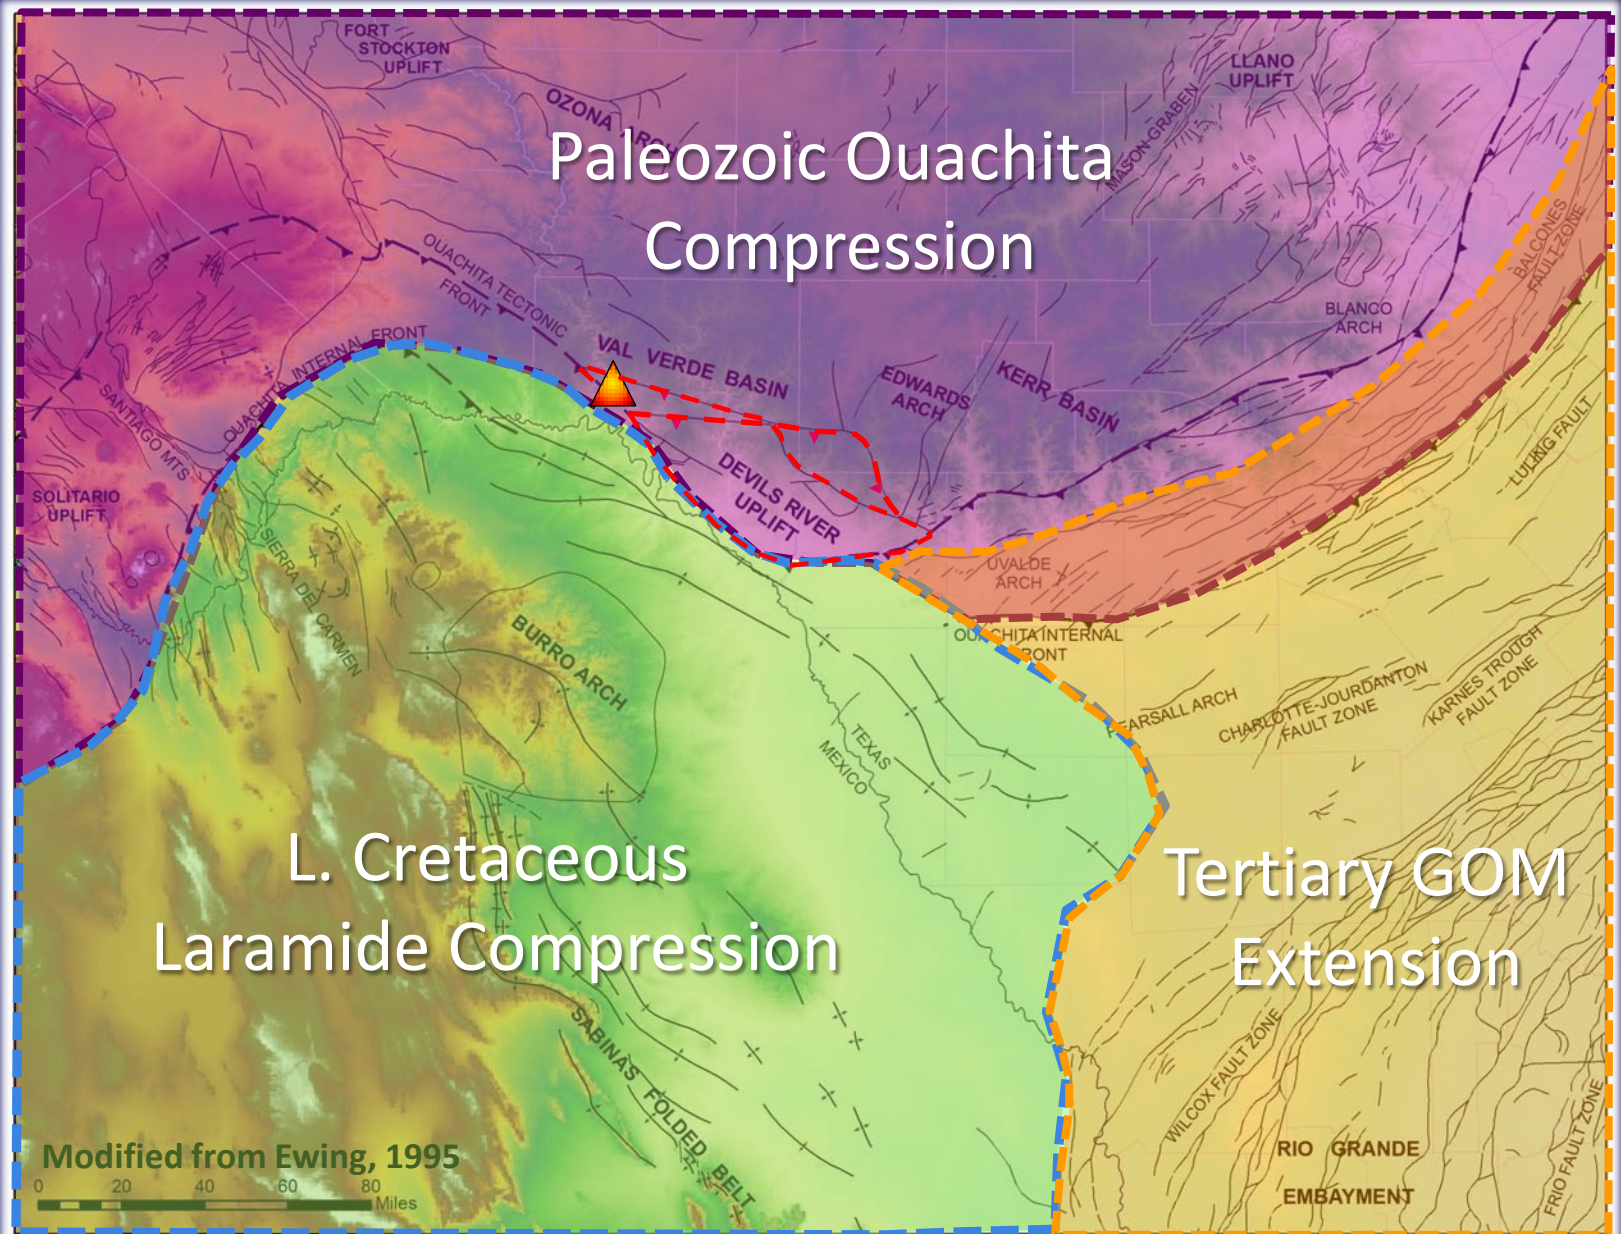 FORT
STOCKTON
UPLIFT
LLANO
UPLIFT
OZONA ARCH
MASON GRABEN
Paleozoic Ouachita
Compression
BALCONES
FAULT ZONE
OUACHITA TECTONIC
FRONT
BLANCO
ARCH
OUACHITA INTERNAL FRONT
VAL VERDE BASIN
EDWARDS
ARCH
KERR BASIN
SANTIAGO MTS
LULING FAULT
SOLITARIO
UPLIFT
DEVILS RIVER
UPLIFT
SIERRA DEL CARMEN
UVALDE
ARCH
BURRO ARCH
OUACHITA INTERNAL
FRONT
PEARSALL ARCH
CHARLOTTE-JOURDANTON
FAULT ZONE
KARNES TROUGH
FAULT ZONE
TEXAS
MEXICO
L. Cretaceous
Laramide Compression
Tertiary GOM
Extension
SABINAS FOLDED BELT
WILCOX FAULT ZONE
FRIO FAULT ZONE
RIO GRANDE
EMBAYMENT
Modified from Ewing, 1995
0 20 40 60 80
Miles